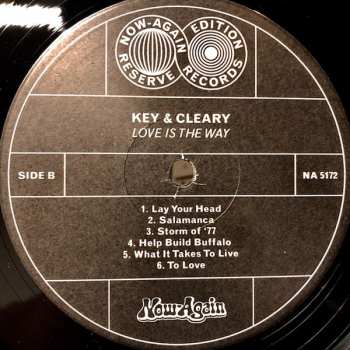 NOW-AGAIN RESERVE
EDITION RECORDS
KEY & CLEARY
LOVE IS THE WAY
SIDE B
NA 5172
1. Lay Your Head
2. Salamanca
3. Storm of '77
4. Help Build Buffalo
5. What It Takes To Live
6. To Love
Now-Again